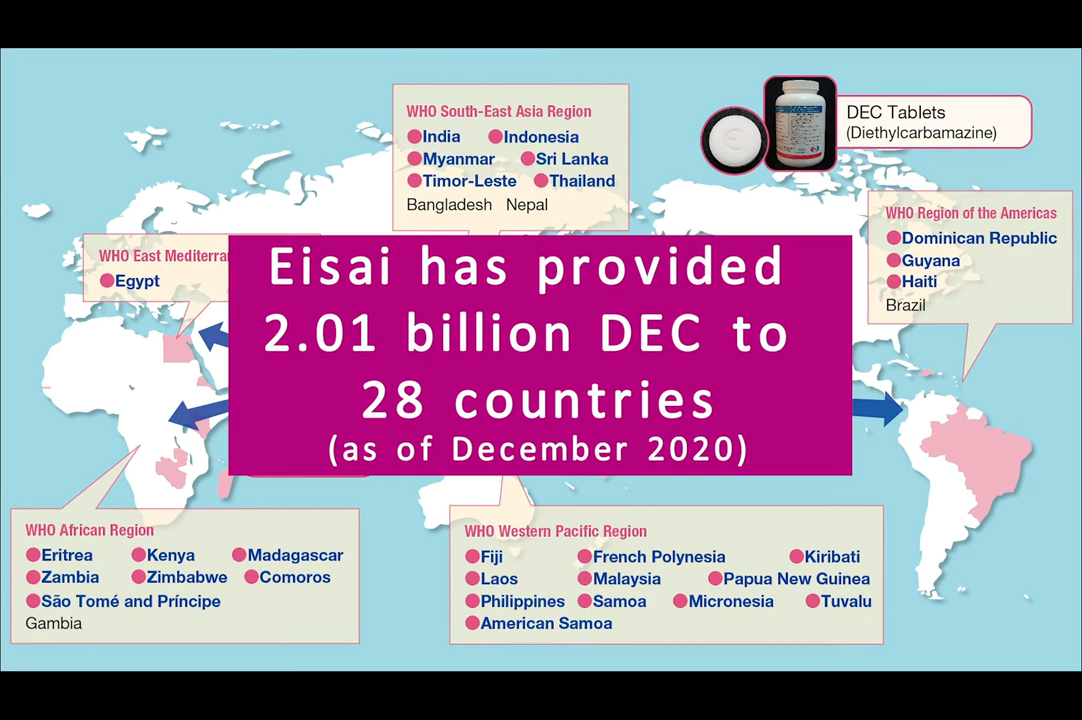 WHO South-East Asia Region
India Indonesia
Myanmar Sri Lanka
Timor-Leste Thailand
Bangladesh Nepal
DEC Tablets
(Diethylcarbamazine)
WHO Region of the Americas
Dominican Republic
Guyana
Haiti
Brazil
WHO East
Egypt
Eisai has provided
2.01 billion DEC to
28 countries
(as of December 2020)
WHO African Region
Eritrea Kenya Madagascar
Zambia Zimbabwe Comoros
São Tomé and Príncipe
Gambia
WHO Western Pacific Region
Fiji French Polynesia Kiribati
Laos Malaysia Papua New Guinea
Philippines Samoa Micronesia Tuvalu
American Samoa